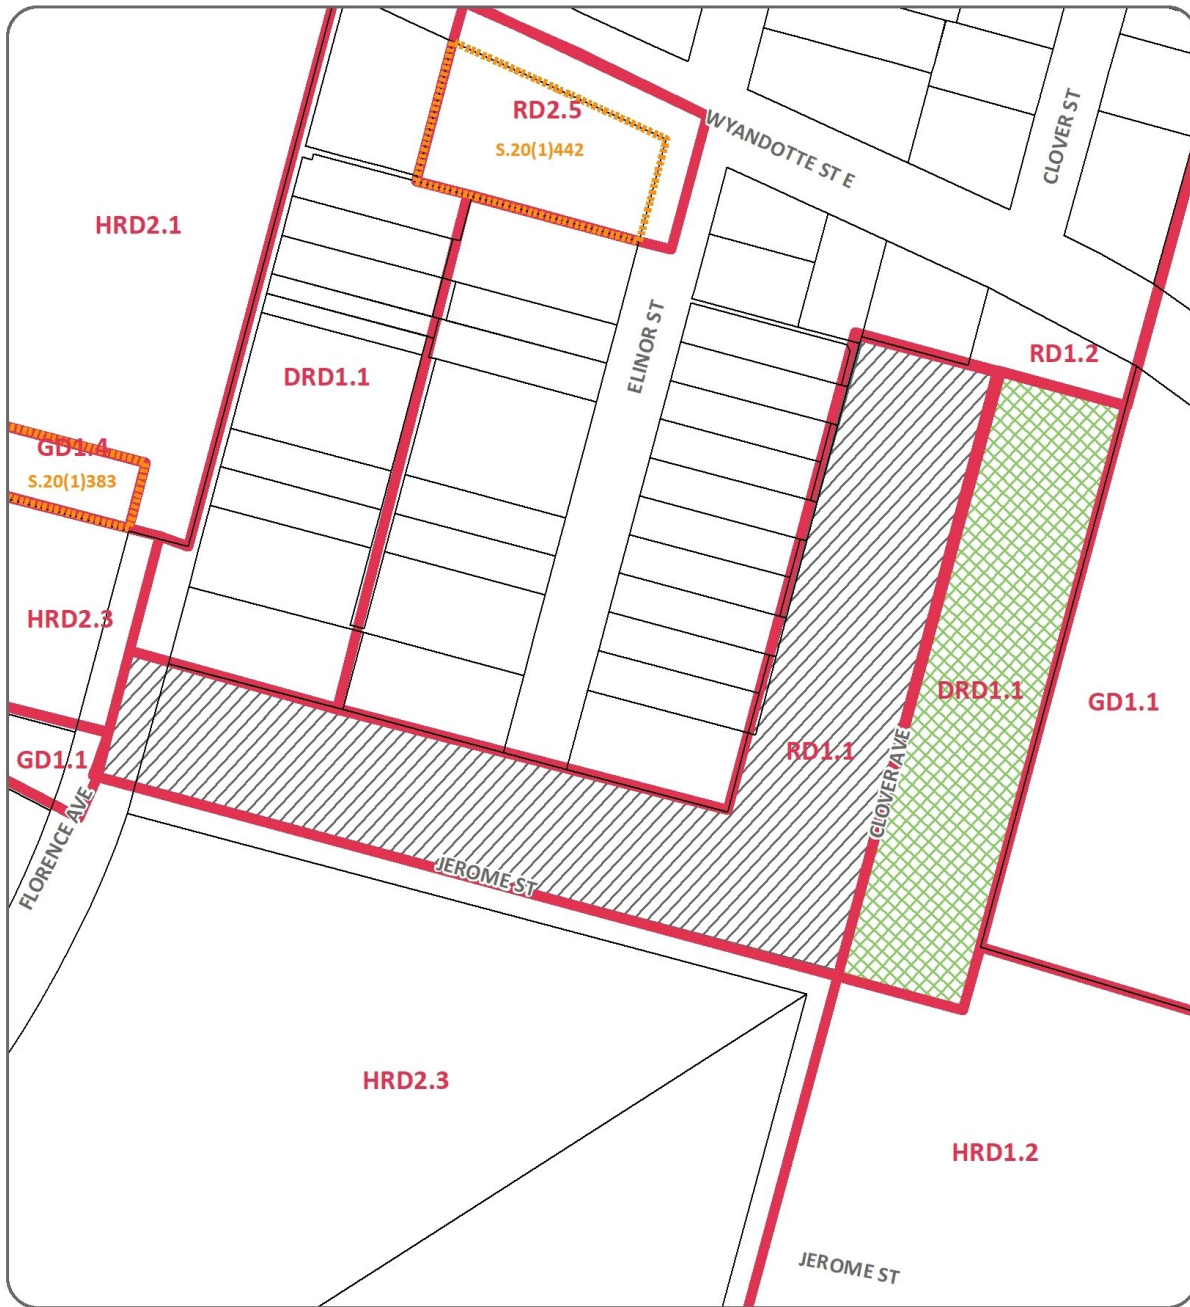 RD2.5
S.20(1)442
WYANDOTTE ST E
CLOVER ST
HRD2.1
ELINOR ST
RD1.2
DRD1.1
GD1.4
S.20(1)383
HRD2.3
DRD1.1
GD1.1
RD1.1
CLOVER AVE
GD1.1
FLORENCE AVE
JEROME ST
HRD2.3
HRD1.2
JEROME ST